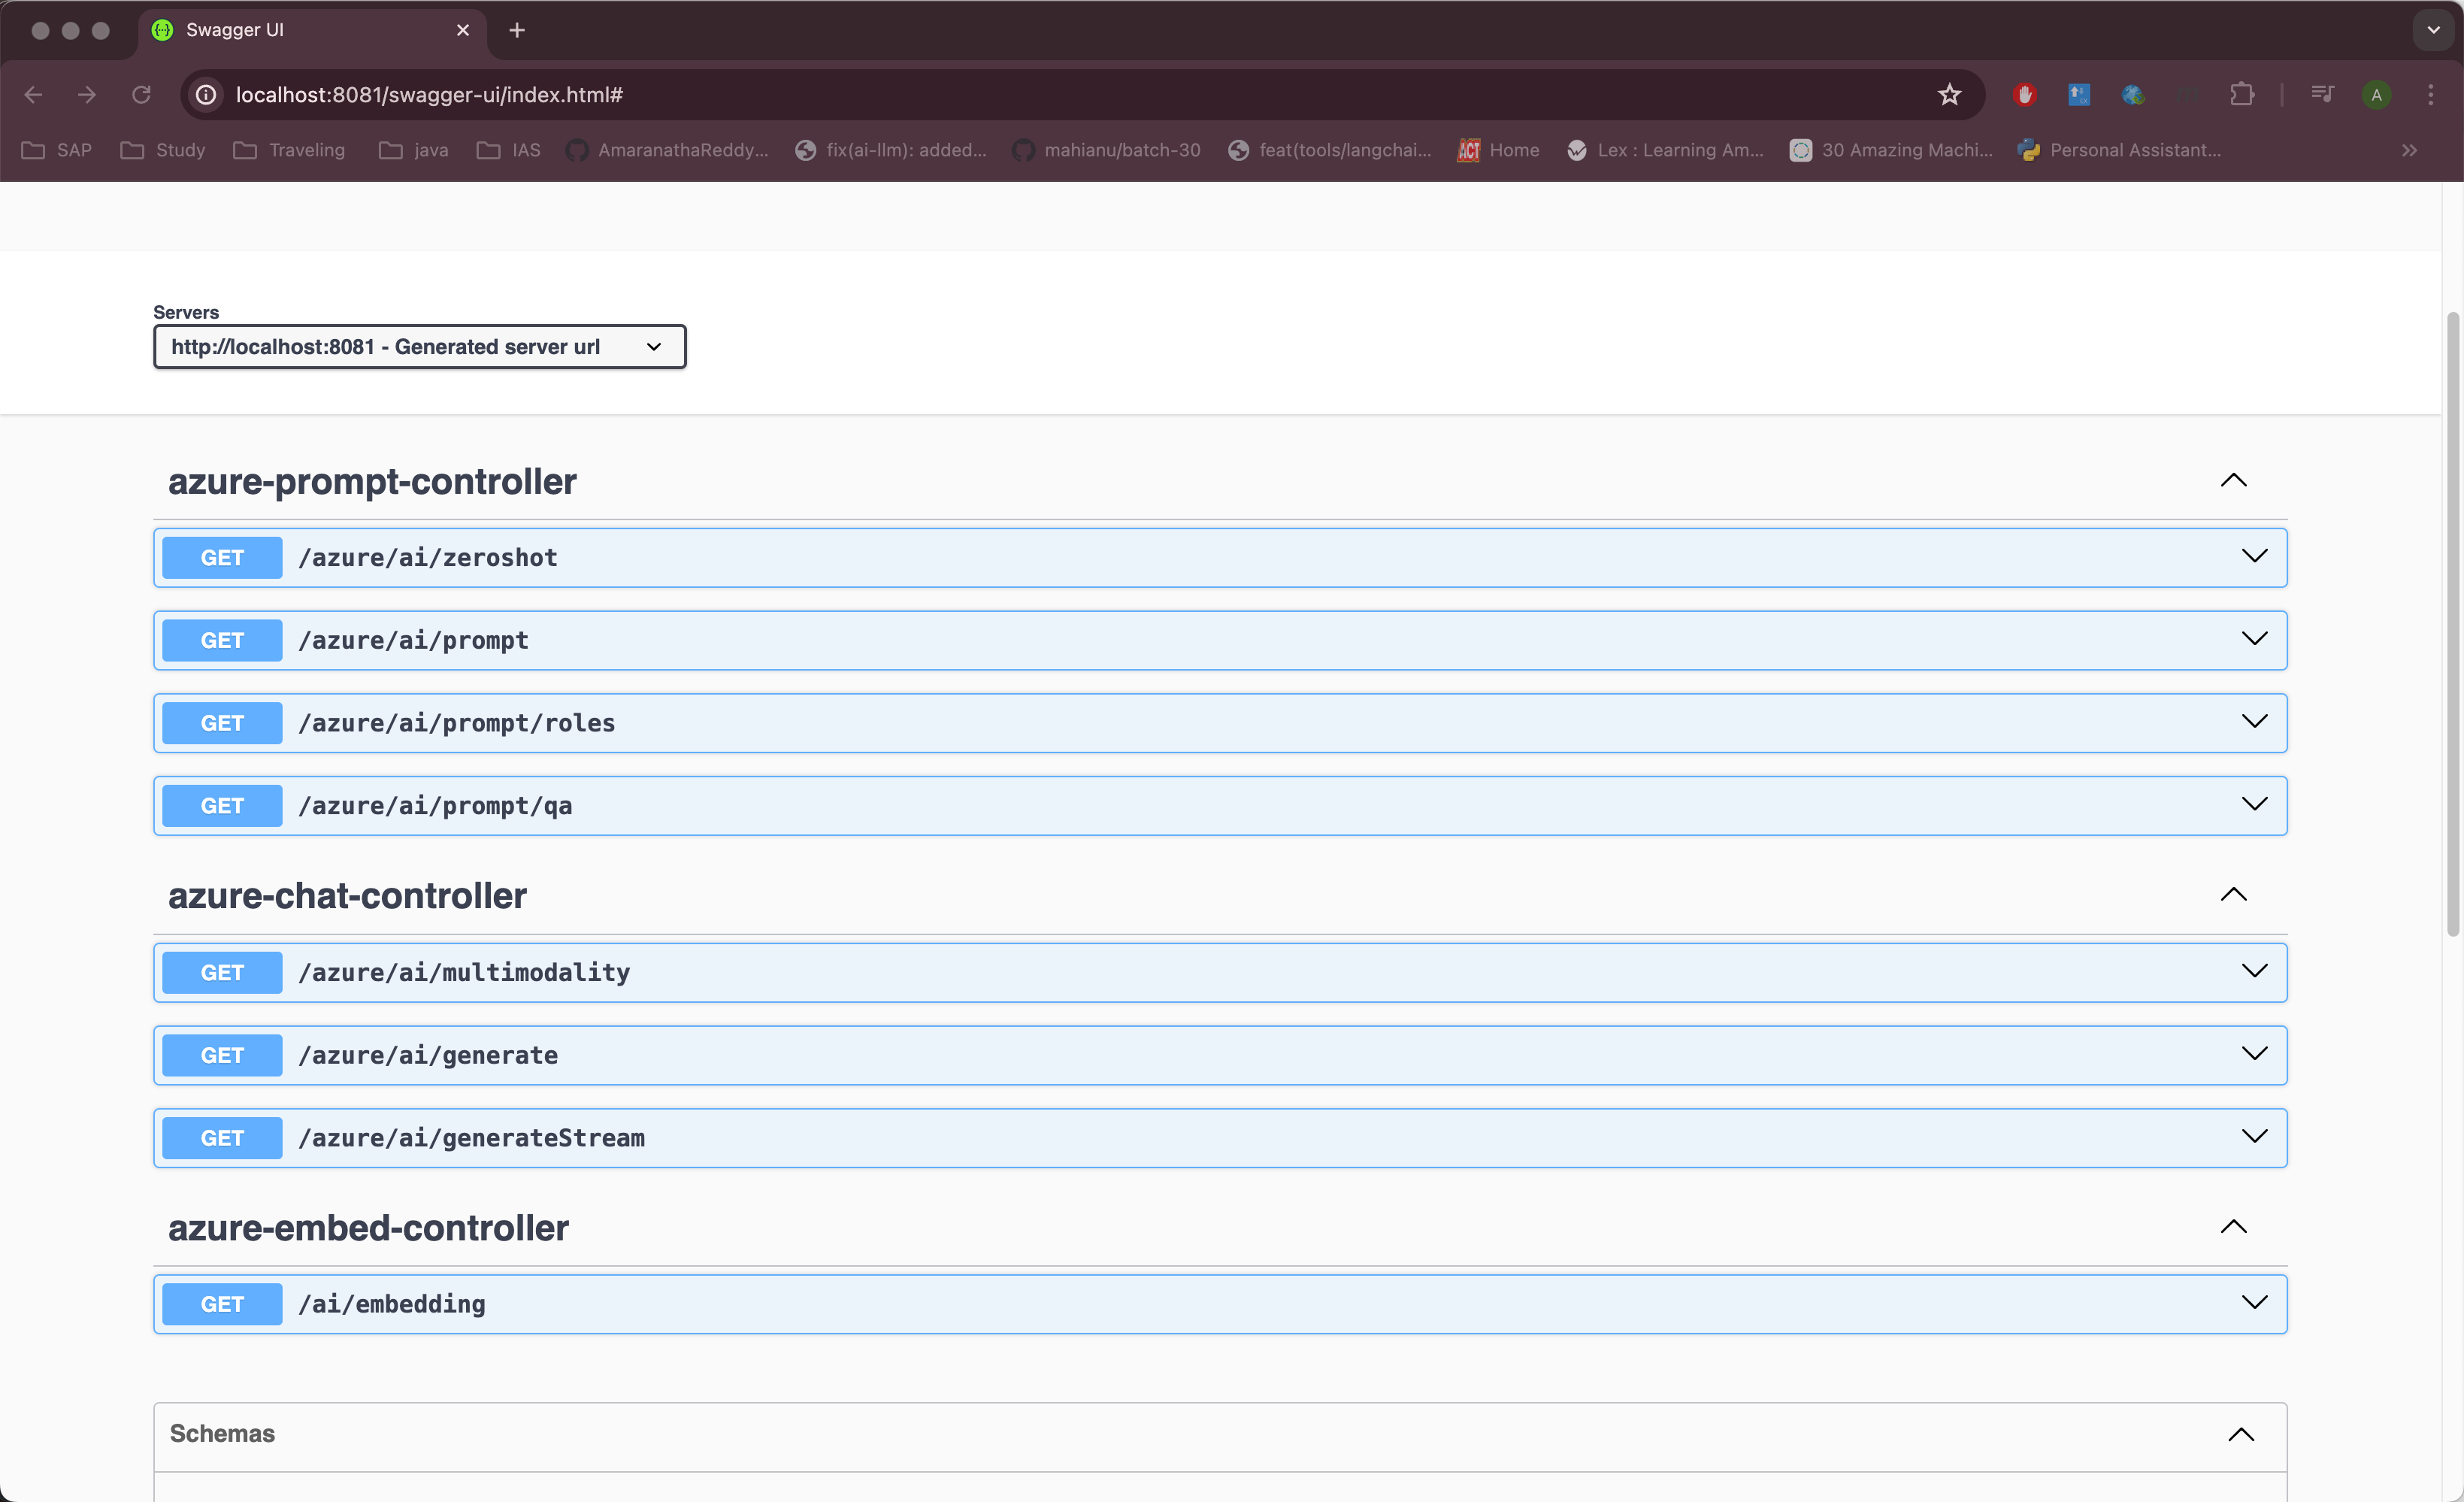 Swagger UI
localhost:8081/swagger-ui/index.html#
A
SAP Study Traveling java IAS AmaranathaReddy... fix(ai-llm): added... mahianu/batch-30 feat(tools/langchai... ACT Home Lex : Learning Am... 30 Amazing Machi... Personal Assistant...
Servers
http://localhost:8081 - Generated server url
azure-prompt-controller
GET /azure/ai/zeroshot
GET /azure/ai/prompt
GET /azure/ai/prompt/roles
GET /azure/ai/prompt/qa
azure-chat-controller
GET /azure/ai/multimodality
GET /azure/ai/generate
GET /azure/ai/generateStream
azure-embed-controller
GET /ai/embedding
Schemas